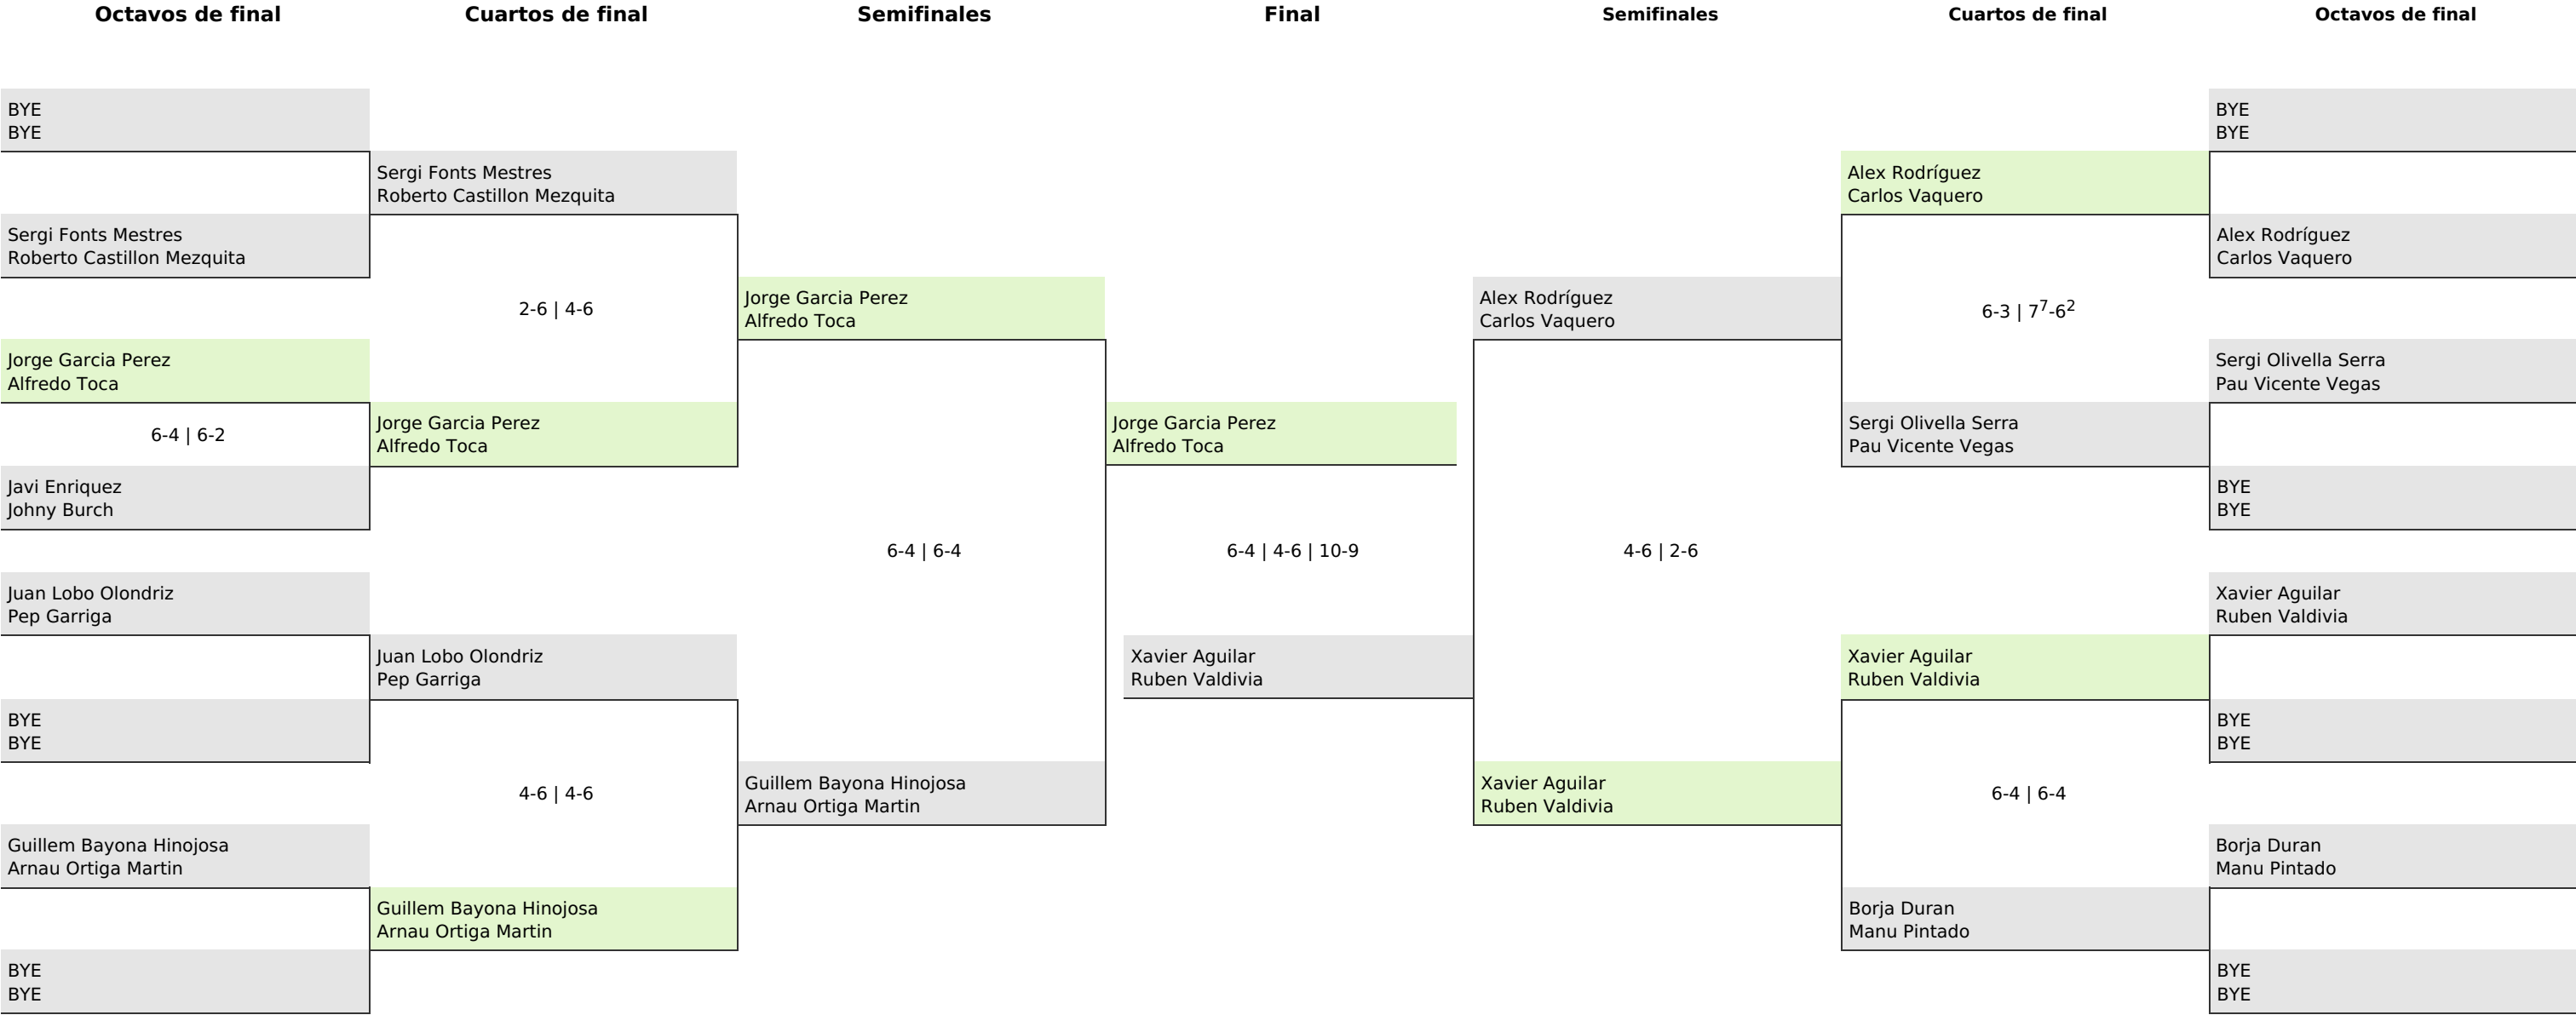 Octavos de final
Cuartos de final
Semifinales
Final
Semifinales
Cuartos de final
Octavos de final
BYE
BYE
Sergi Fonts Mestres
Roberto Castillon Mezquita
Jorge Garcia Perez
Alfredo Toca
6-4 | 6-2
Javi Enriquez
Johny Burch
Juan Lobo Olondriz
Pep Garriga
BYE
BYE
Guillem Bayona Hinojosa
Arnau Ortiga Martin
BYE
BYE
Sergi Fonts Mestres
Roberto Castillon Mezquita
2-6 | 4-6
Jorge Garcia Perez
Alfredo Toca
Juan Lobo Olondriz
Pep Garriga
4-6 | 4-6
Guillem Bayona Hinojosa
Arnau Ortiga Martin
Jorge Garcia Perez
Alfredo Toca
6-4 | 6-4
Guillem Bayona Hinojosa
Arnau Ortiga Martin
Jorge Garcia Perez
Alfredo Toca
6-4 | 4-6 | 10-9
Xavier Aguilar
Ruben Valdivia
Alex Rodríguez
Carlos Vaquero
4-6 | 2-6
Xavier Aguilar
Ruben Valdivia
Alex Rodríguez
Carlos Vaquero
6-3 | 7⁷-6²
Sergi Olivella Serra
Pau Vicente Vegas
Xavier Aguilar
Ruben Valdivia
6-4 | 6-4
Borja Duran
Manu Pintado
BYE
BYE
Alex Rodríguez
Carlos Vaquero
Sergi Olivella Serra
Pau Vicente Vegas
BYE
BYE
Xavier Aguilar
Ruben Valdivia
BYE
BYE
Borja Duran
Manu Pintado
BYE
BYE